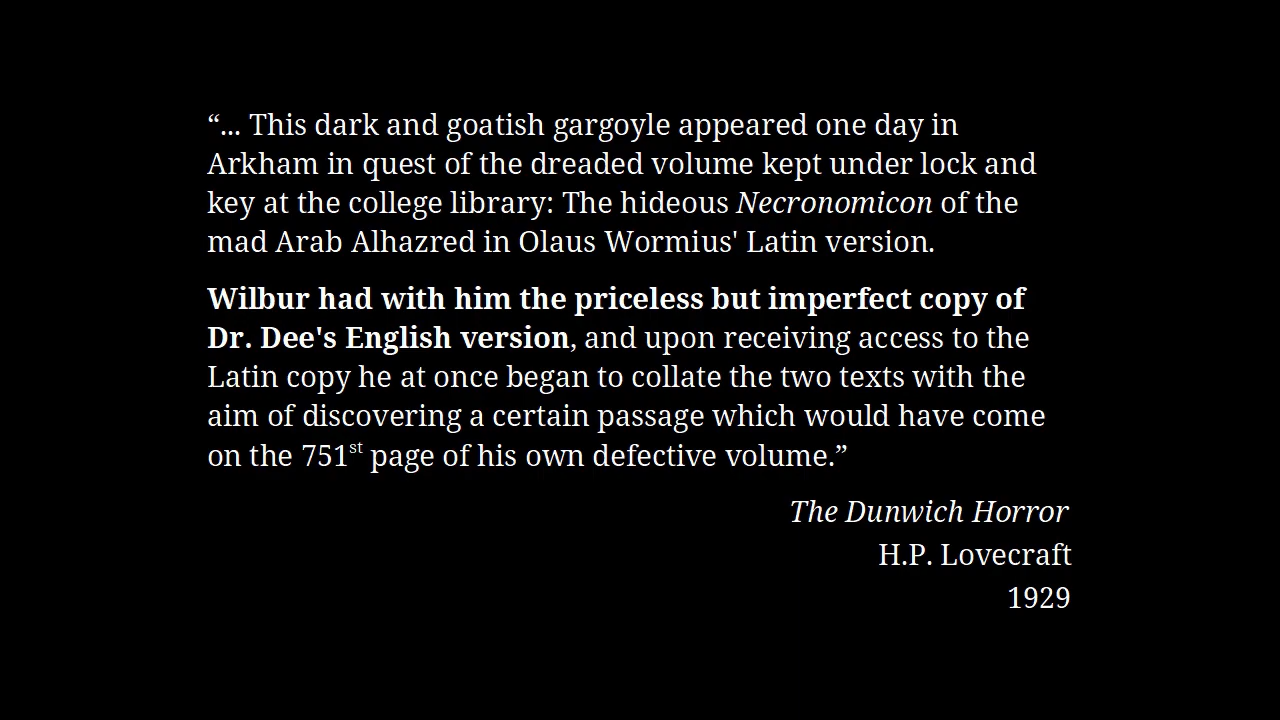 “... This dark and goatish gargoyle appeared one day in
Arkham in quest of the dreaded volume kept under lock and
key at the college library: The hideous Necronomicon of the
mad Arab Alhazred in Olaus Wormius' Latin version.
Wilbur had with him the priceless but imperfect copy of
Dr. Dee's English version, and upon receiving access to the
Latin copy he at once began to collate the two texts with the
aim of discovering a certain passage which would have come
on the 751st page of his own defective volume.”
The Dunwich Horror
H.P. Lovecraft
1929